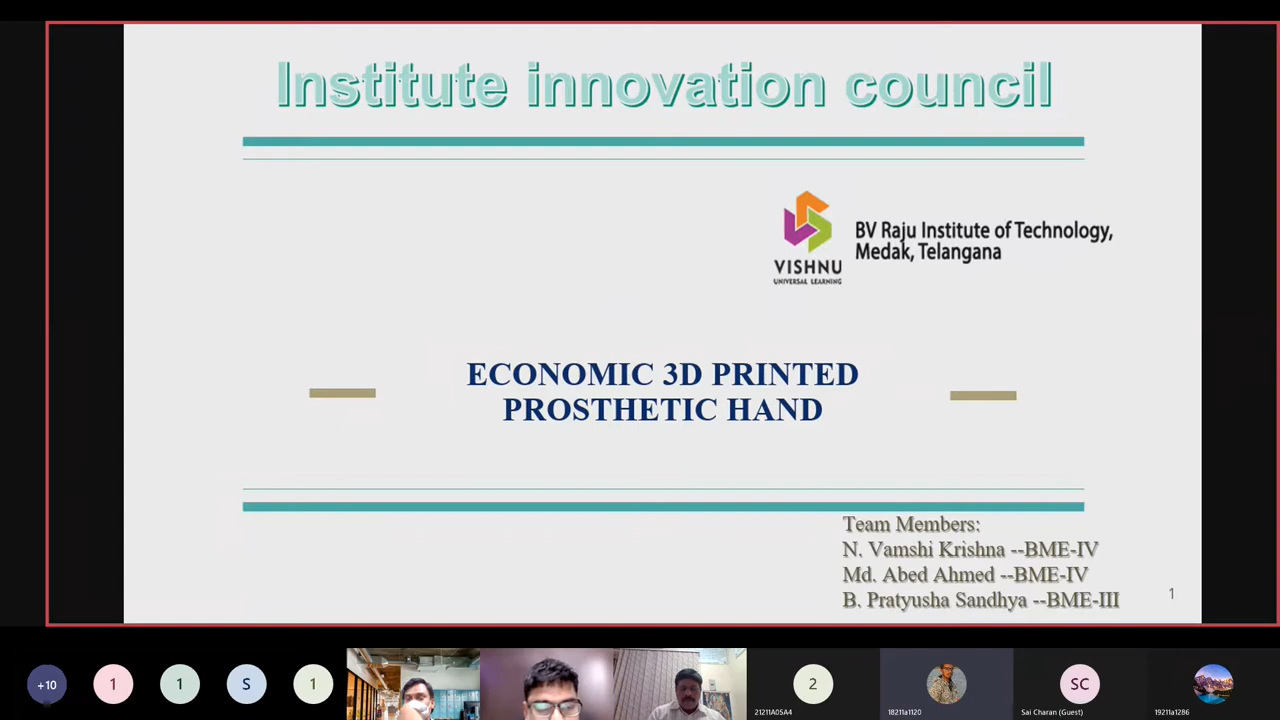 Institute innovation council
VISHNU
UNIVERSAL LEARNING
BV Raju Institute of Technology,
Medak, Telangana
ECONOMIC 3D PRINTED
PROSTHETIC HAND
Team Members:
N. Vamshi Krishna --BME-IV
Md. Abed Ahmed --BME-IV
B. Pratyusha Sandhya --BME-III
1
+10
1
1
S
1
2
SC
21211A05A4
18211a1120
Sai Charan (Guest)
19211a1286